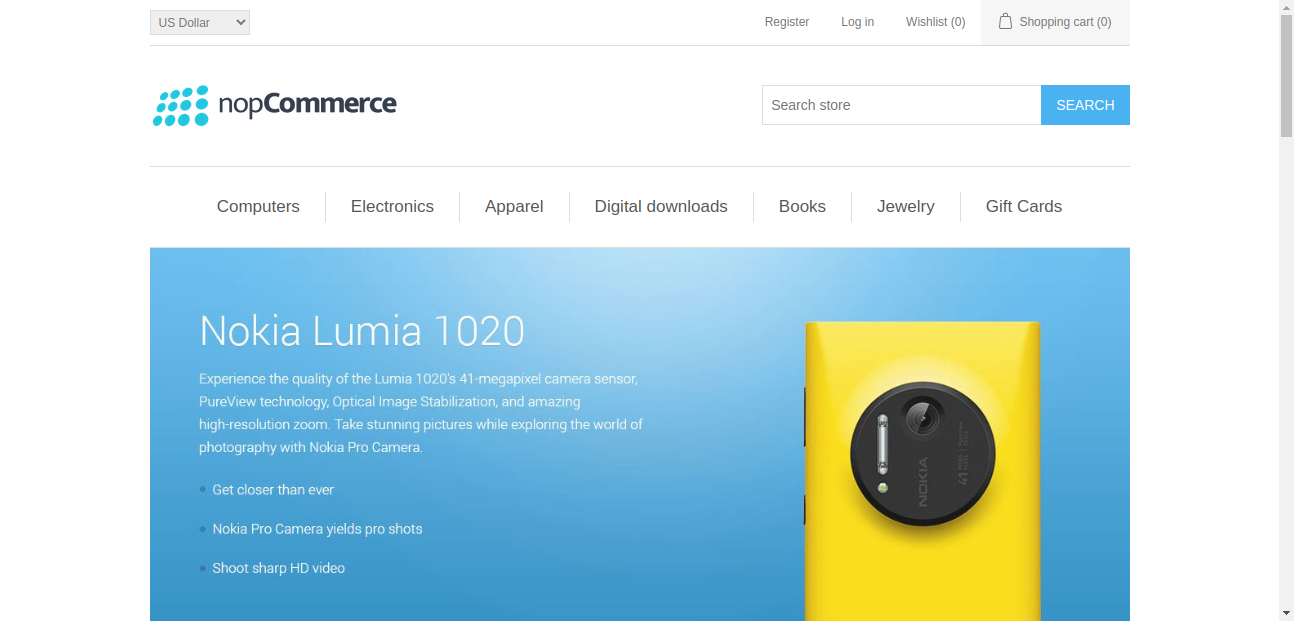 US Dollar
Register
Log in
Wishlist (0)
Shopping cart (0)
nopCommerce
Search store
SEARCH
Computers
Electronics
Apparel
Digital downloads
Books
Jewelry
Gift Cards
Nokia Lumia 1020
Experience the quality of the Lumia 1020's 41-megapixel camera sensor,
PureView technology, Optical Image Stabilization, and amazing
high-resolution zoom. Take stunning pictures while exploring the world of
photography with Nokia Pro Camera.
Get closer than ever
Nokia Pro Camera yields pro shots
Shoot sharp HD video
NOKIA
41